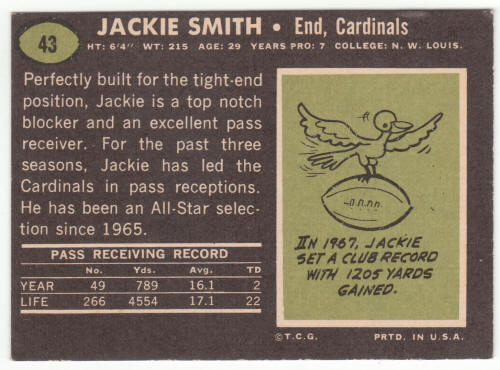 43
JACKIE SMITH • End, Cardinals
HT: 6'4" WT: 215 AGE: 29 YEARS PRO: 7 COLLEGE: N. W. LOUIS.
Perfectly built for the tight-end
position, Jackie is a top notch
blocker and an excellent pass
receiver. For the past three
seasons, Jackie has led the
Cardinals in pass receptions.
He has been an All-Star selec-
tion since 1965.
PASS RECEIVING RECORD
No. Yds. Avg. TD
YEAR 49 789 16.1 2
LIFE 266 4554 17.1 22
IN 1967, JACKIE
SET A CLUB RECORD
WITH 1205 YARDS
GAINED.
©T.C.G. PRTD. IN U.S.A.